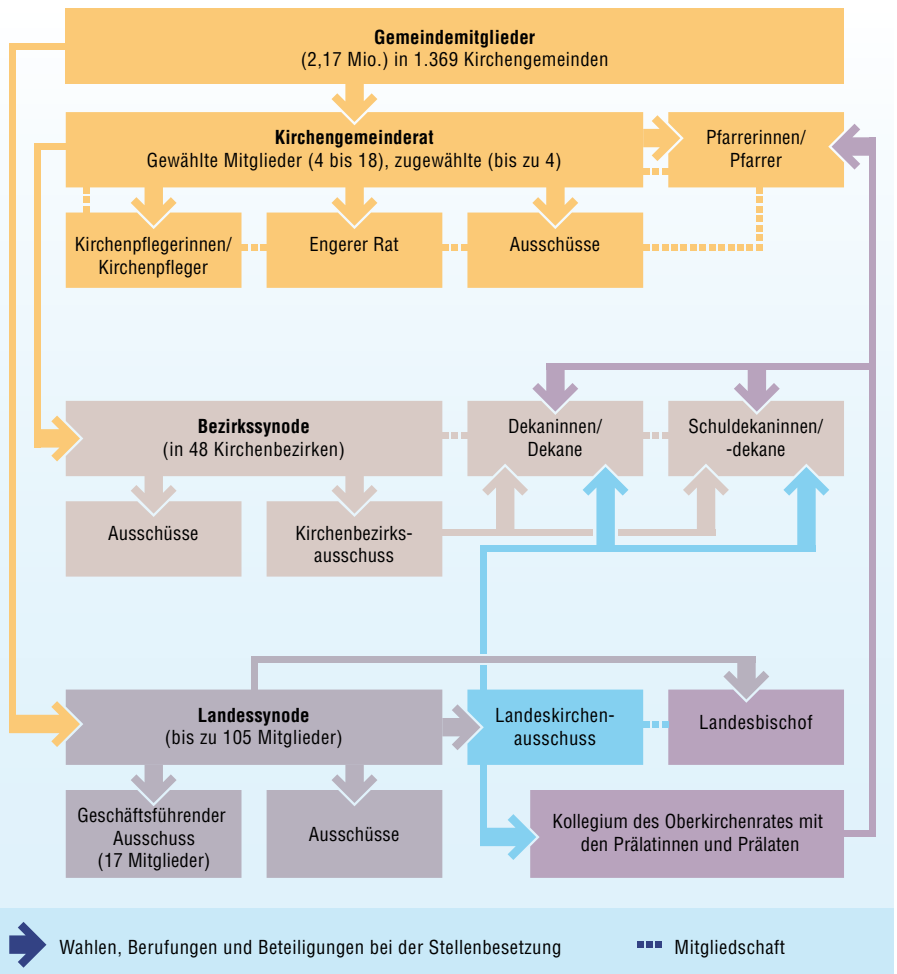 Gemeindemitglieder
(2,17 Mio.) in 1.369 Kirchengemeinden
Kirchengemeinderat
Gewählte Mitglieder (4 bis 18), zugewählte (bis zu 4)
Pfarrerinnen/
Pfarrer
Kirchenpflegerinnen/
Kirchenpfleger
Engerer Rat
Ausschüsse
Bezirkssynode
(in 48 Kirchenbezirken)
Dekaninnen/
Dekane
Schuldekaninnen/
-dekane
Ausschüsse
Kirchenbezirks-
ausschuss
Landessynode
(bis zu 105 Mitglieder)
Landeskirchen-
ausschuss
Landesbischof
Geschäftsführender
Ausschuss
(17 Mitglieder)
Ausschüsse
Kollegium des Oberkirchenrates mit
den Prälatinnen und Prälaten
Wahlen, Berufungen und Beteiligungen bei der Stellenbesetzung
Mitgliedschaft